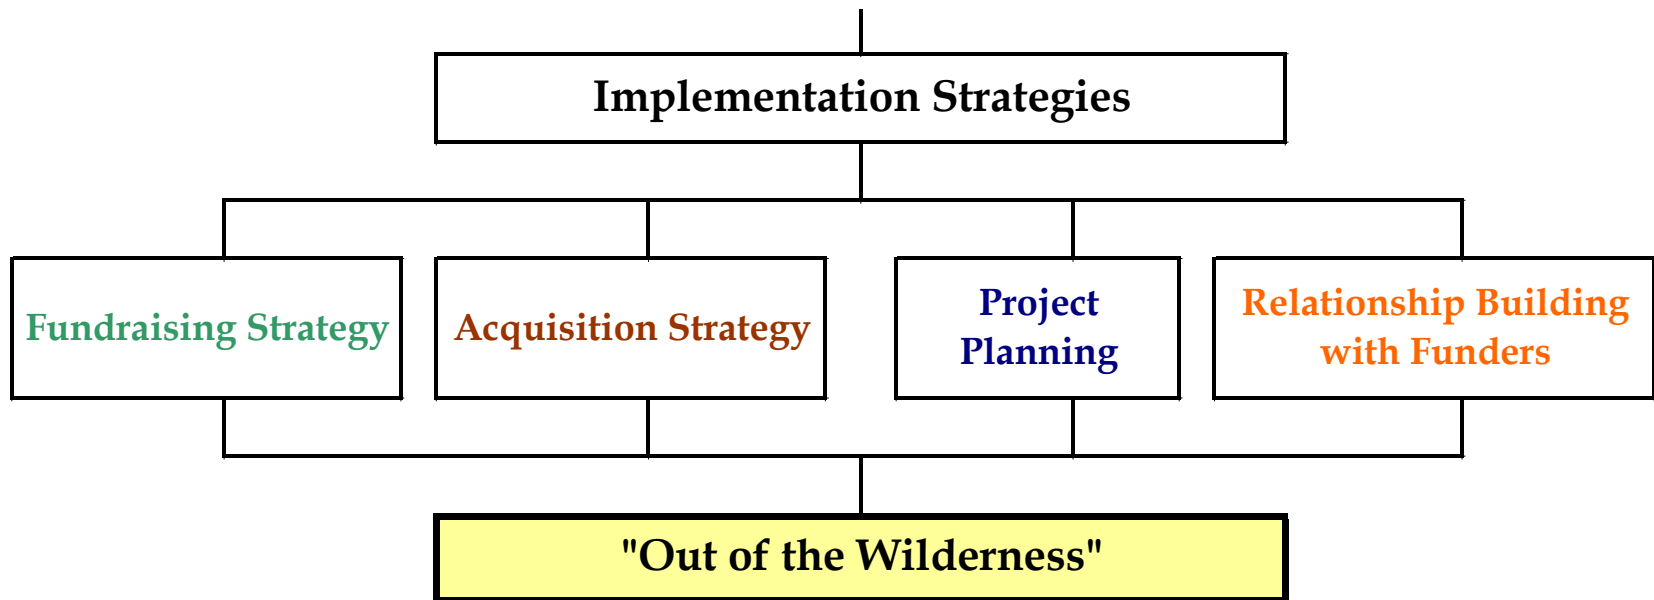 Implementation Strategies
Fundraising Strategy
Acquisition Strategy
Project
Planning
Relationship Building
with Funders
"Out of the Wilderness"